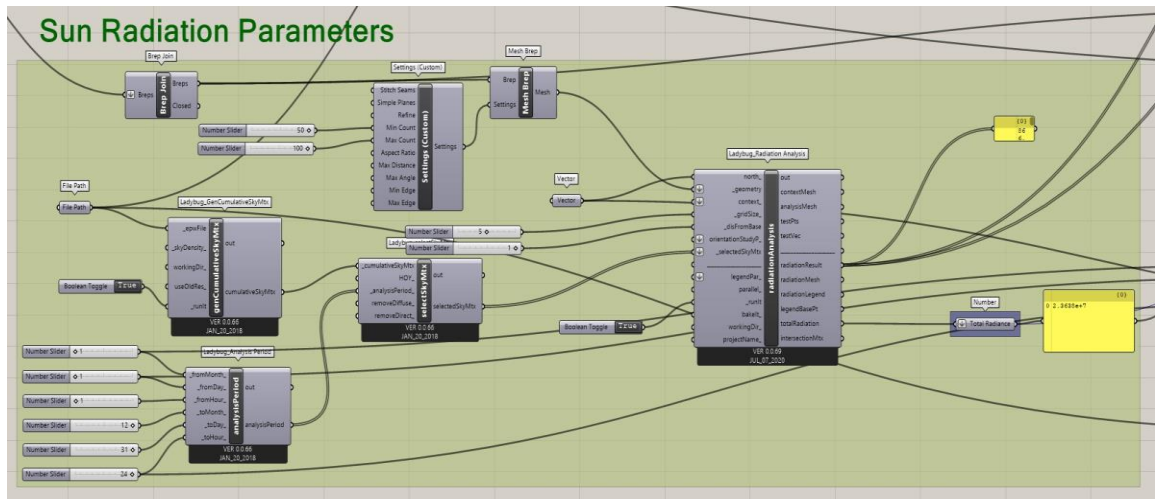 Sun Radiation Parameters
Brep Join
Breps
Brep Join
Breps
Closed
Settings (Custom)
Stitch Seams
Simple Planes
Refine
Min Count
Max Count
Aspect Ratio
Max Distance
Max Angle
Min Edge
Max Edge
Settings (Custom)
Settings
Mesh Brep
Brep
Settings
Mesh Brep
Mesh
Number Slider 50
Number Slider 100
File Path
File Path
Ladybug_GenCumulativeSkyMtx
_epwFile
_skyDensity_
workingDir_
useOldRes_
_runIt
genCumulativeSkyMtx
out
cumulativeSkyMtx
VER 0.0.66
JAN_20_2018
Boolean Toggle True
_cumulativeSkyMtx
HOY_
_analysisPeriod_
removeDiffuse_
removeDirect_
selectSkyMtx
out
selectedSkyMtx
VER 0.0.66
JAN_20_2018
Vector
Vector
Number Slider 5
Number Slider 1
Boolean Toggle True
Ladybug_Radiation Analysis
north_
_geometry
context_
_gridSize_
_disFromBase
orientationStudyP_
_selectedSkyMtx
legendPar_
parallel_
_runIt
bakeIt_
workingDir_
projectName_
radiationAnalysis
out
contextMesh
analysisMesh
testPts
testVec
radiationResult
radiationMesh
radiationLegend
legendBasePt
totalRadiation
intersectionMtx
VER 0.0.69
JUL_07_2020
{0}
Number
Total Radiance
{0}
Number Slider 1
Number Slider 1
Number Slider 1
Number Slider 12
Number Slider 31
Number Slider 24
Ladybug_Analysis Period
_fromMonth_
_fromDay_
_fromHour_
_toMonth_
_toDay_
_toHour_
analysisPeriod
out
analysisPeriod
VER 0.0.66
JAN_20_2018